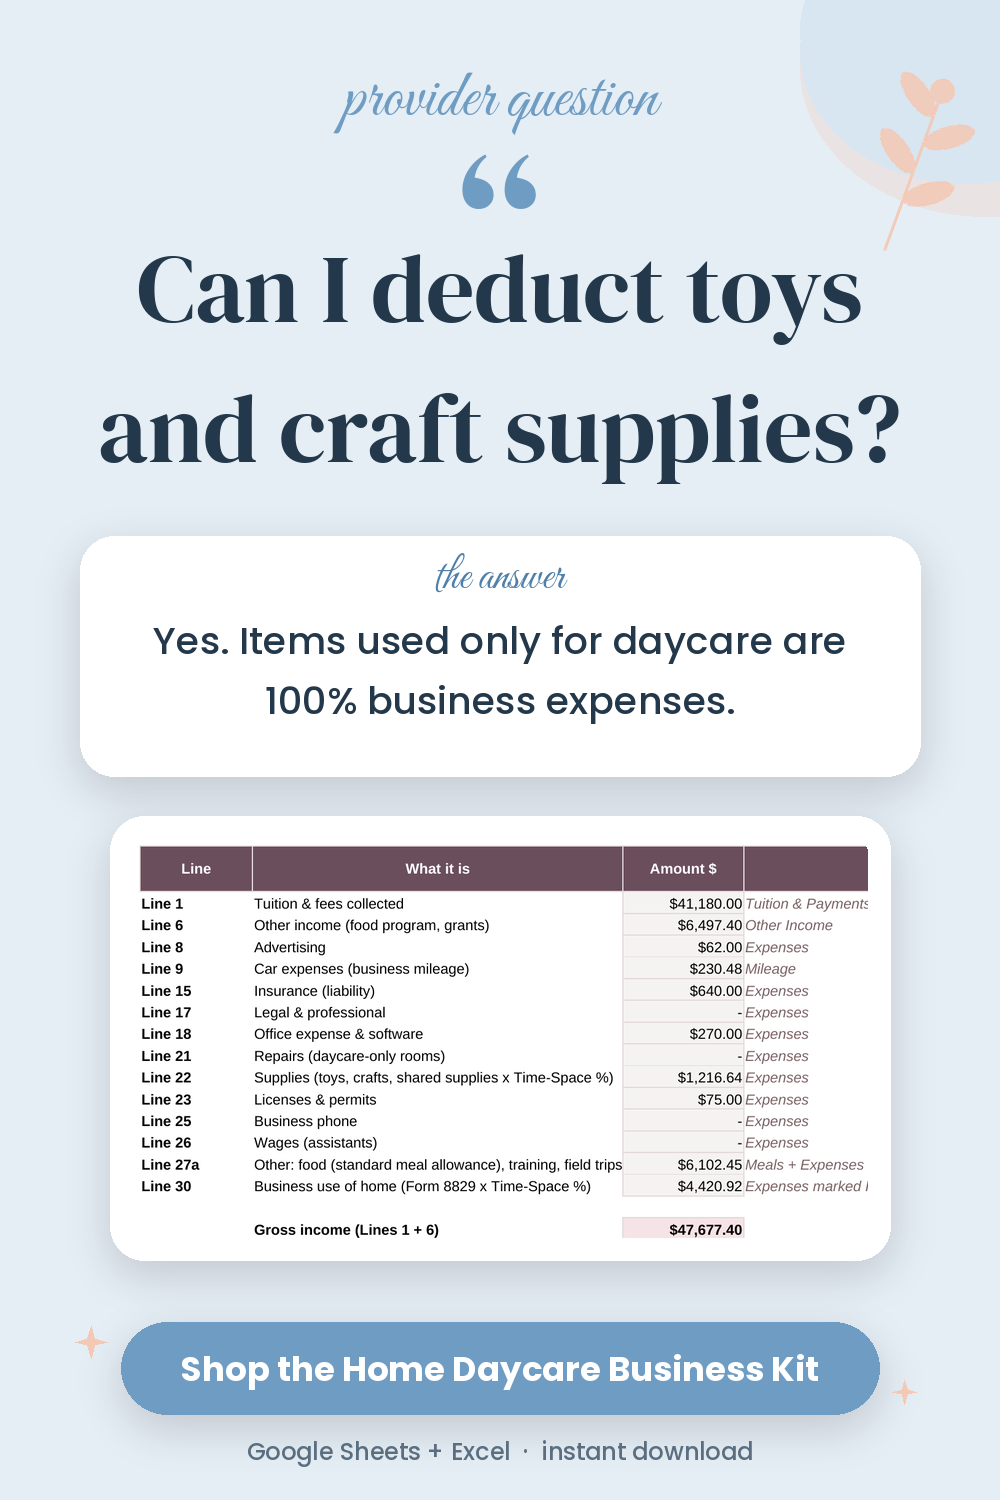 provider question
“
Can I deduct toys
and craft supplies?
the answer
Yes. Items used only for daycare are
100% business expenses.
Line What it is Amount $
Line 1 Tuition & fees collected $41,180.00 Tuition & Payments
Line 6 Other income (food program, grants) $6,497.40 Other Income
Line 8 Advertising $62.00 Expenses
Line 9 Car expenses (business mileage) $230.48 Mileage
Line 15 Insurance (liability) $640.00 Expenses
Line 17 Legal & professional - Expenses
Line 18 Office expense & software $270.00 Expenses
Line 21 Repairs (daycare-only rooms) - Expenses
Line 22 Supplies (toys, crafts, shared supplies x Time-Space %) $1,216.64 Expenses
Line 23 Licenses & permits $75.00 Expenses
Line 25 Business phone - Expenses
Line 26 Wages (assistants) - Expenses
Line 27a Other: food (standard meal allowance), training, field trips $6,102.45 Meals + Expenses
Line 30 Business use of home (Form 8829 x Time-Space %) $4,420.92 Expenses marked
Gross income (Lines 1 + 6) $47,677.40
Shop the Home Daycare Business Kit
Google Sheets + Excel · instant download